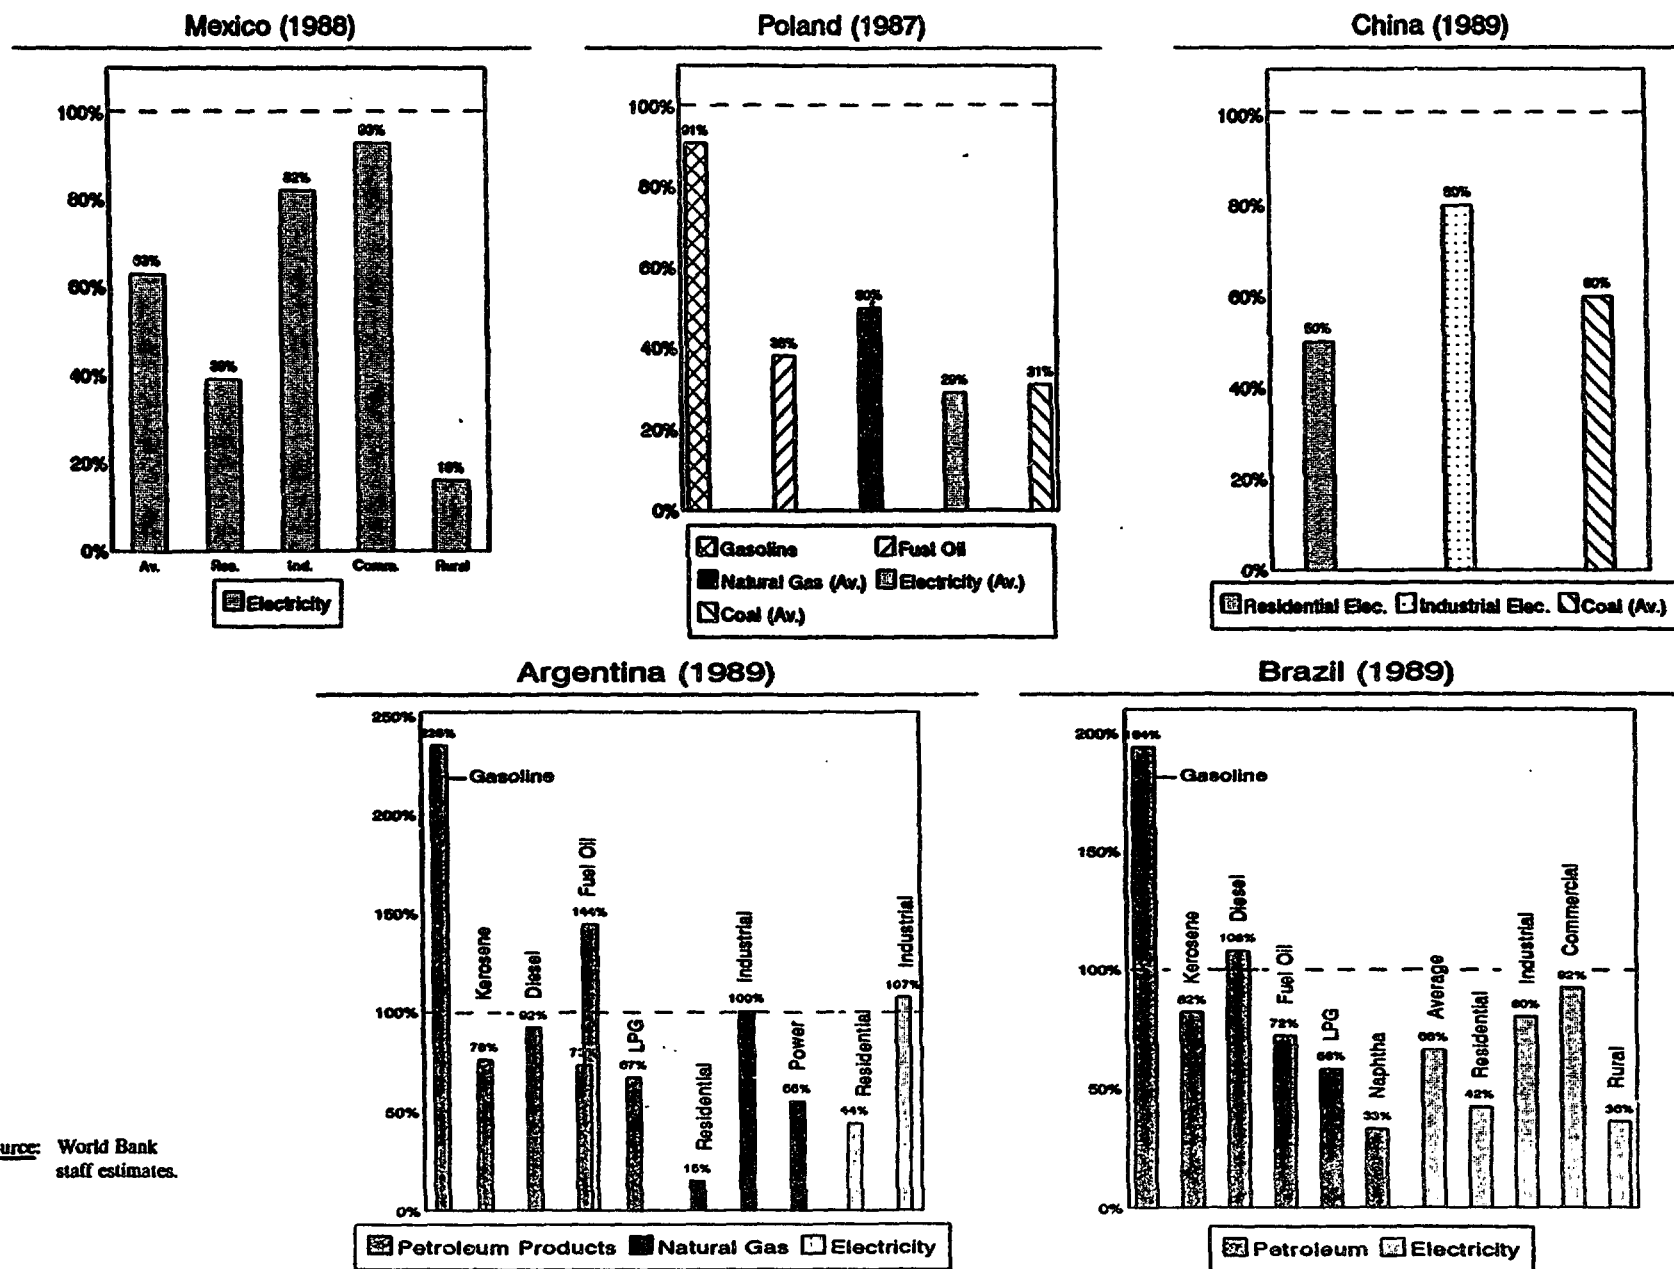 Mexico (1988)
100%
80%
60%
40%
20%
0%
63%
39%
82%
93%
16%
Av. Res. Ind. Comm. Rural
Electricity
Poland (1987)
100%
80%
60%
40%
20%
0%
91%
38%
50%
29%
31%
Gasoline Fuel Oil
Natural Gas (Av.) Electricity (Av.)
Coal (Av.)
China (1989)
100%
80%
60%
40%
20%
0%
50%
80%
60%
Residential Elec. Industrial Elec. Coal (Av.)
Argentina (1989)
250%
200%
150%
100%
50%
0%
Gasoline
Kerosene
76%
Diesel
92%
Fuel Oil
144%
LPG
67%
Residential
15%
Industrial
100%
Power
Residential
44%
Industrial
107%
Petroleum Products Natural Gas Electricity
Brazil (1989)
200%
150%
100%
50%
0%
194%
Gasoline
Kerosene
82%
Diesel
108%
Fuel Oil
72%
LPG
58%
Naphtha
33%
Average
66%
Residential
42%
Industrial
80%
Commercial
92%
Rural
36%
Petroleum Electricity
urce: World Bank
staff estimates.